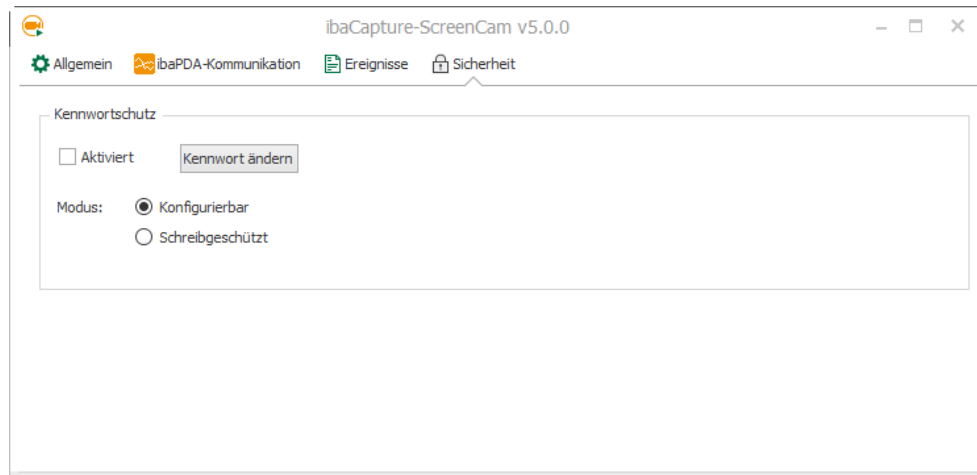 ibaCapture-ScreenCam v5.0.0
Allgemein ibaPDA-Kommunikation Ereignisse Sicherheit
Kennwortschutz
Aktiviert Kennwort ändern
Modus: Konfigurierbar
Schreibgeschützt